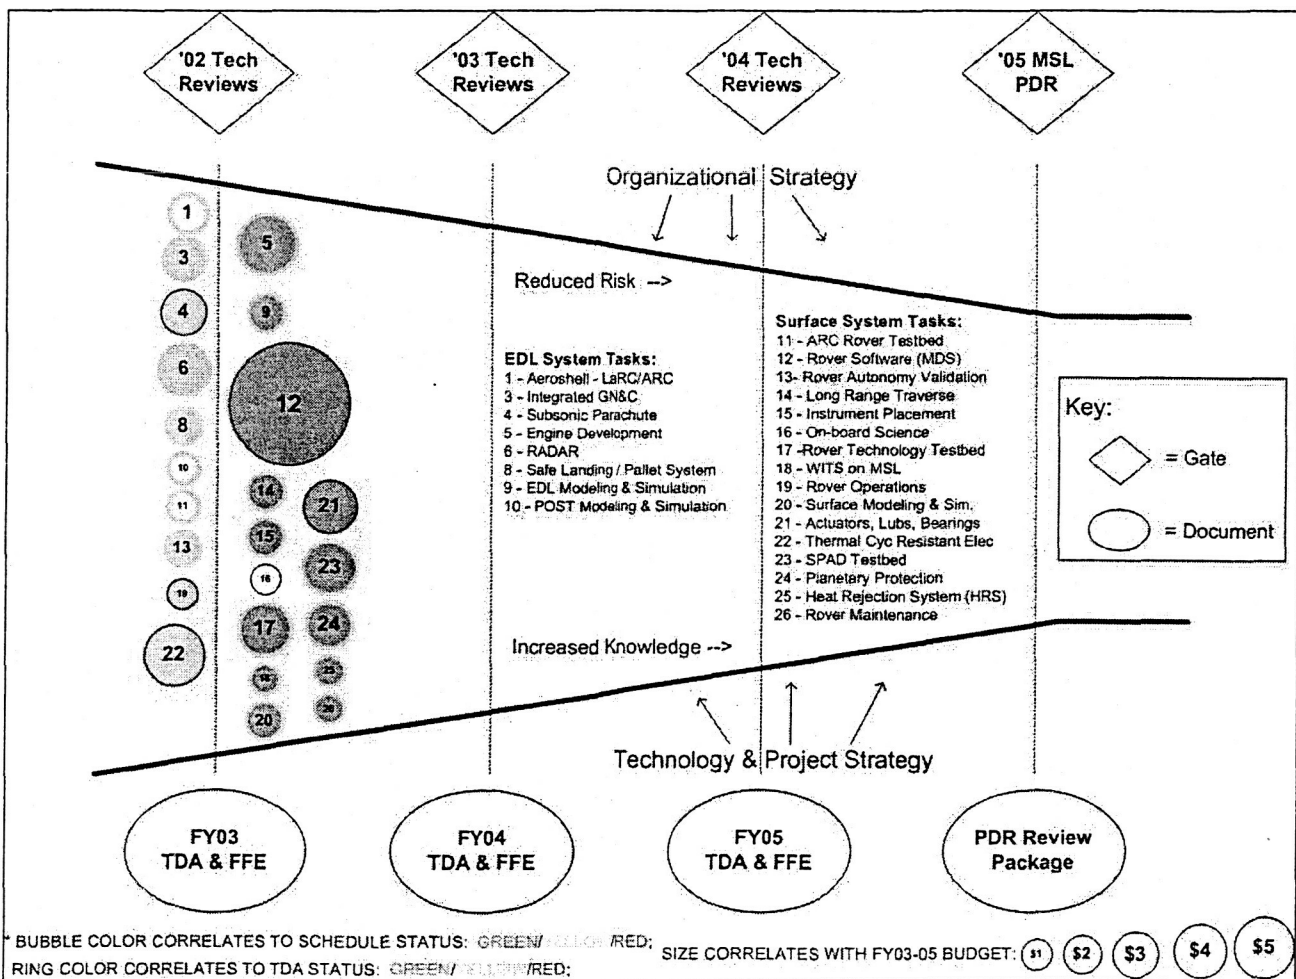 '02 Tech
Reviews
'03 Tech
Reviews
'04 Tech
Reviews
'05 MSL
PDR
Organizational Strategy
Reduced Risk -->
1
3
4
6
8
10
11
13
19
22
5
9
12
14
15
16
17
18
20
21
23
24
25
26
EDL System Tasks:
1 - Aeroshell - LaRC/ARC
3 - Integrated GN&C
4 - Subsonic Parachute
5 - Engine Development
6 - RADAR
8 - Safe Landing / Pallet System
9 - EDL Modeling & Simulation
10 - POST Modeling & Simulation
Surface System Tasks:
11 - ARC Rover Testbed
12 - Rover Software (MDS)
13- Rover Autonomy Validation
14 - Long Range Traverse
15 - Instrument Placement
16 - On-board Science
17 -Rover Technology Testbed
18 - WITS on MSL
19 - Rover Operations
20 - Surface Modeling & Sim.
21 - Actuators, Lubs, Bearings
22 - Thermal Cyc Resistant Elec
23 - SPAD Testbed
24 - Planetary Protection
25 - Heat Rejection System (HRS)
26 - Rover Maintenance
Key:
= Gate
= Document
Increased Knowledge -->
Technology & Project Strategy
FY03
TDA & FFE
FY04
TDA & FFE
FY05
TDA & FFE
PDR Review
Package
* BUBBLE COLOR CORRELATES TO SCHEDULE STATUS: GREEN/YELLOW/RED;
RING COLOR CORRELATES TO TDA STATUS: GREEN/YELLOW/RED;
SIZE CORRELATES WITH FY03-05 BUDGET:
$1
$2
$3
$4
$5